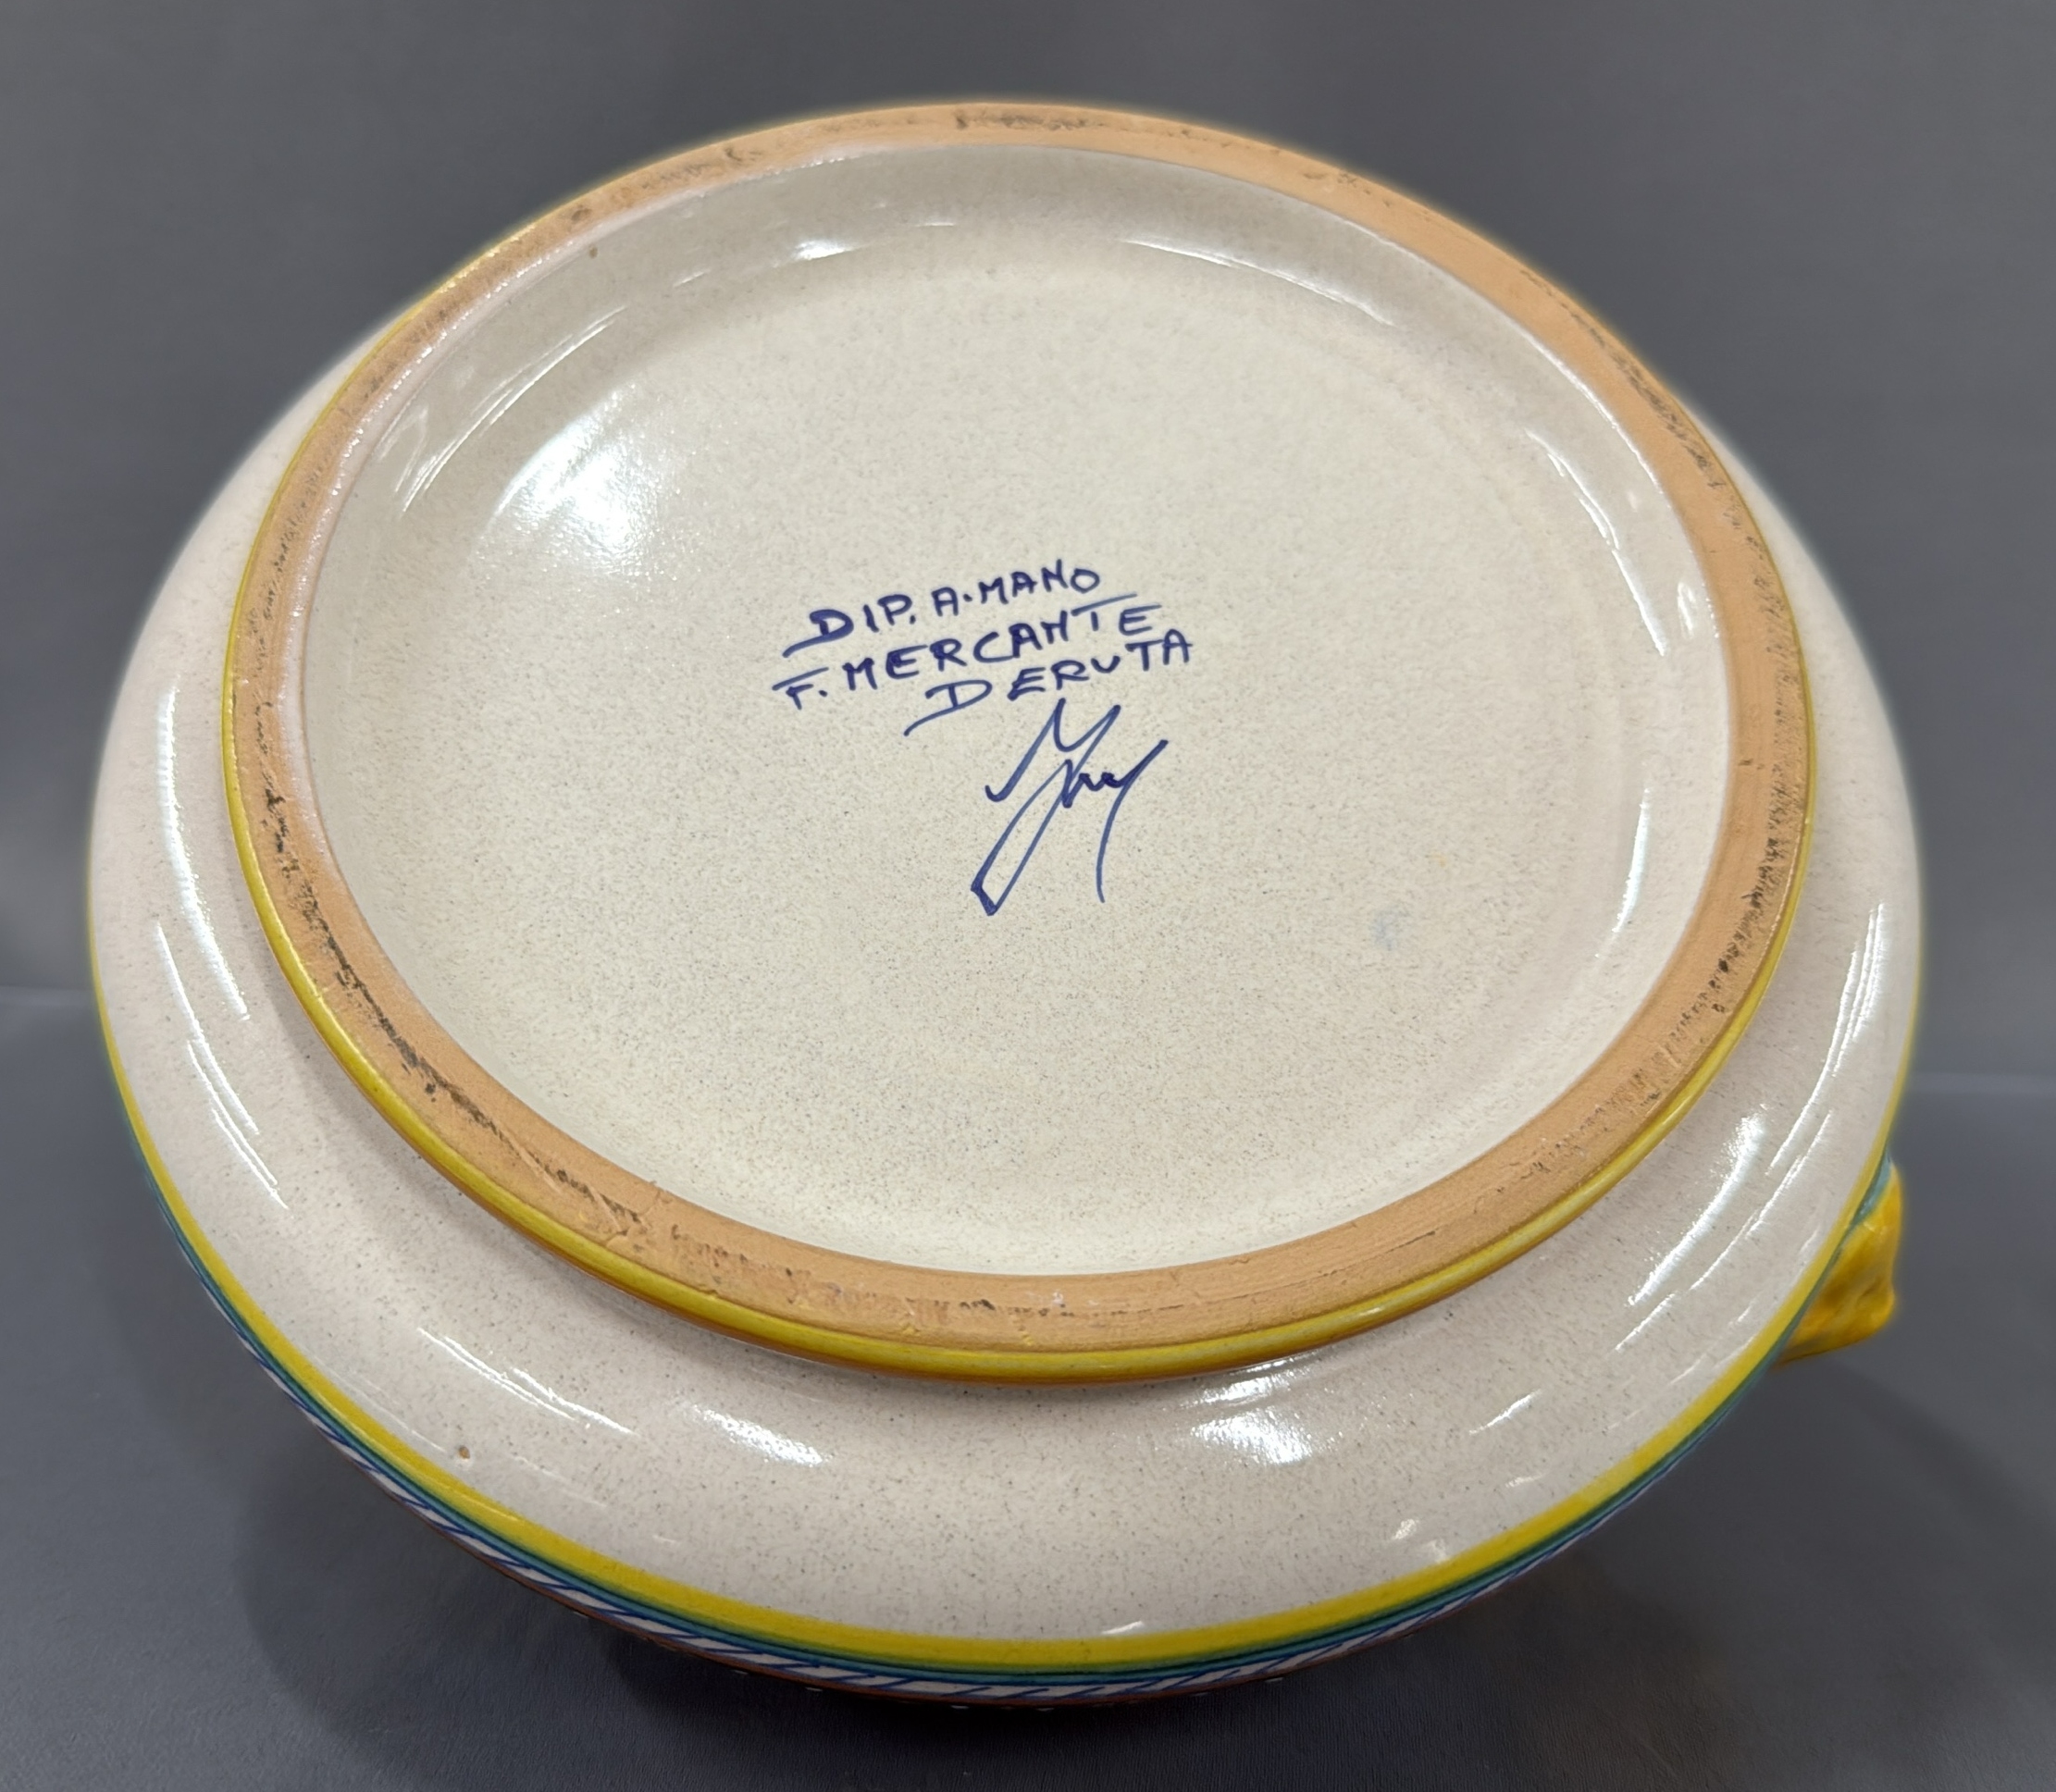 DIP. A. MANO
F. MERCANTE
DERUTA